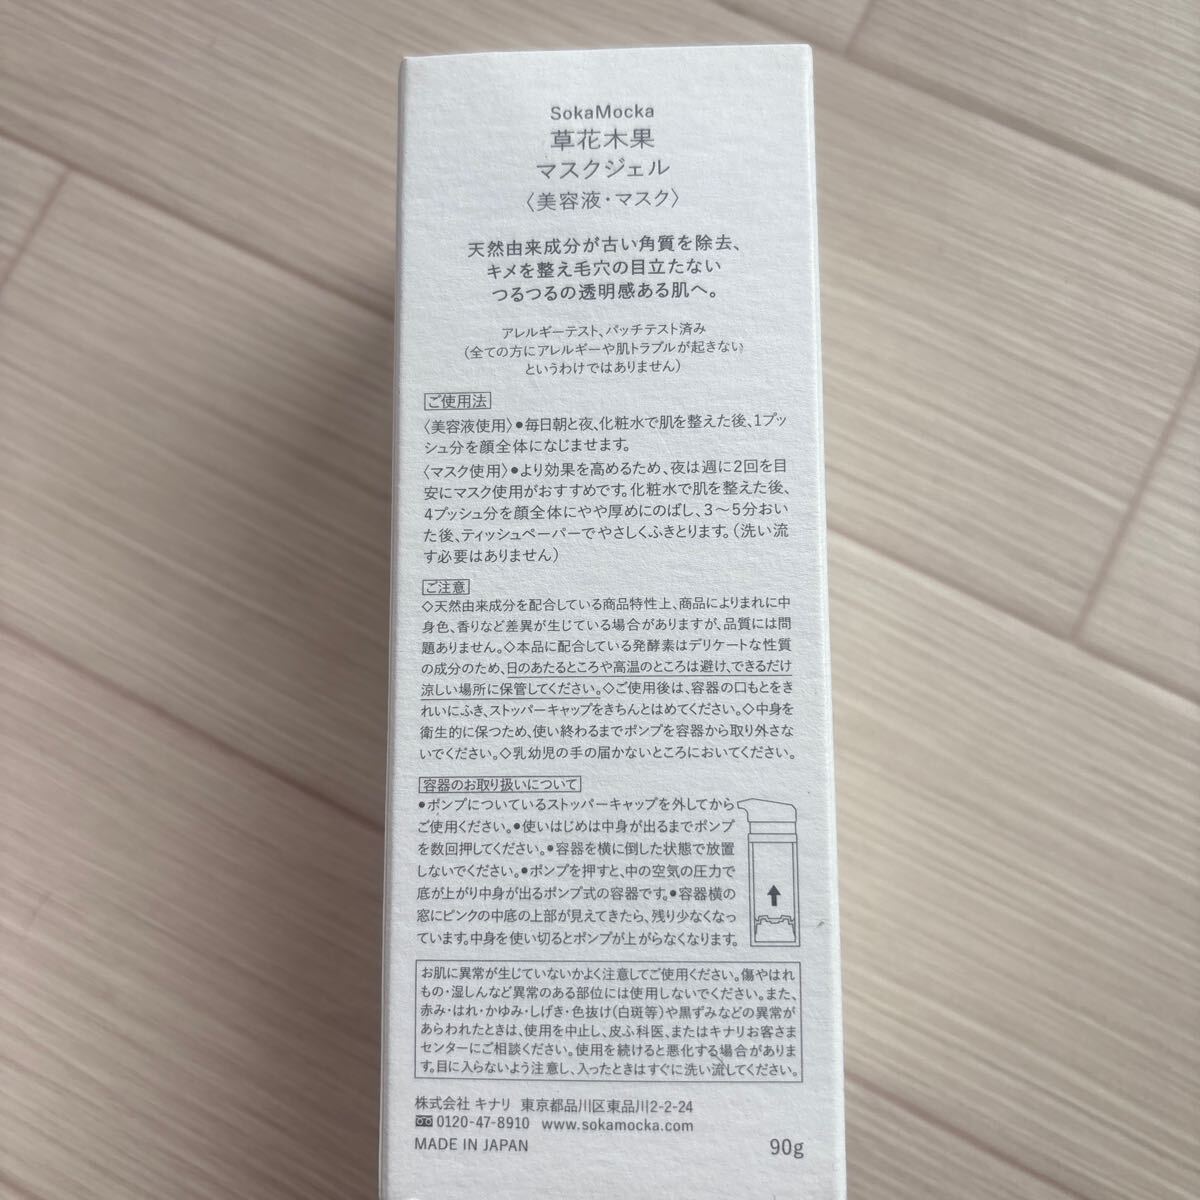 SokaMocka
草花木果
マスクジェル
〈美容液・マスク〉
天然由来成分が古い角質を除去、
キメを整え毛穴の目立たない
つるつるの透明感ある肌へ。
アレルギーテスト、パッチテスト済み
(全ての方にアレルギーや肌トラブルが起きない
というわけではありません)
ご使用法
〈美容液使用〉●毎日朝と夜、化粧水で肌を整えた後、1プッ
シュ分を顔全体になじませます。
〈マスク使用〉●より効果を高めるため、夜は週に2回を目
安にマスク使用がおすすめです。化粧水で肌を整えた後、
4プッシュ分を顔全体にやや厚めにのばし、3〜5分おい
た後、ティッシュペーパーでやさしくふきとります。(洗い流
す必要はありません)
ご注意
◇天然由来成分を配合している商品特性上、商品によりまれに中
身色、香りなど差異が生じている場合がありますが、品質には問
題ありません。◇本品に配合している発酵素はデリケートな性質
の成分のため、日のあたるところや高温のところは避け、できるだけ
涼しい場所に保管してください。◇ご使用後は、容器の口もとをき
れいにふき、ストッパーキャップをきちんとはめてください。◇中身を
衛生的に保つため、使い終わるまでポンプを容器から取り外さな
いでください。◇乳幼児の手の届かないところにおいてください。
容器のお取り扱いについて
●ポンプについているストッパーキャップを外してから
ご使用ください。●使いはじめは中身が出るまでポンプ
を数回押してください。●容器を横に倒した状態で放置
しないでください。●ポンプを押すと、中の空気の圧力で
底が上がり中身が出るポンプ式の容器です。●容器横の
窓にピンクの中底の上部が見えてきたら、残り少なくなっ
ています。中身を使い切るとポンプが上がらなくなります。
お肌に異常が生じていないかよく注意してご使用ください。傷やはれ
もの・湿しんなど異常のある部位には使用しないでください。また、
赤み・はれ・かゆみ・しげき・色抜け(白斑等)や黒ずみなどの異常が
あらわれたときは、使用を中止し、皮ふ科医、またはキナリお客さま
センターにご相談ください。使用を続けると悪化する場合がありま
す。目に入らないよう注意し、入ったときはすぐに洗い流してください。
株式会社 キナリ 東京都品川区東品川2-2-24
0120-47-8910 www.sokamocka.com
MADE IN JAPAN 90g